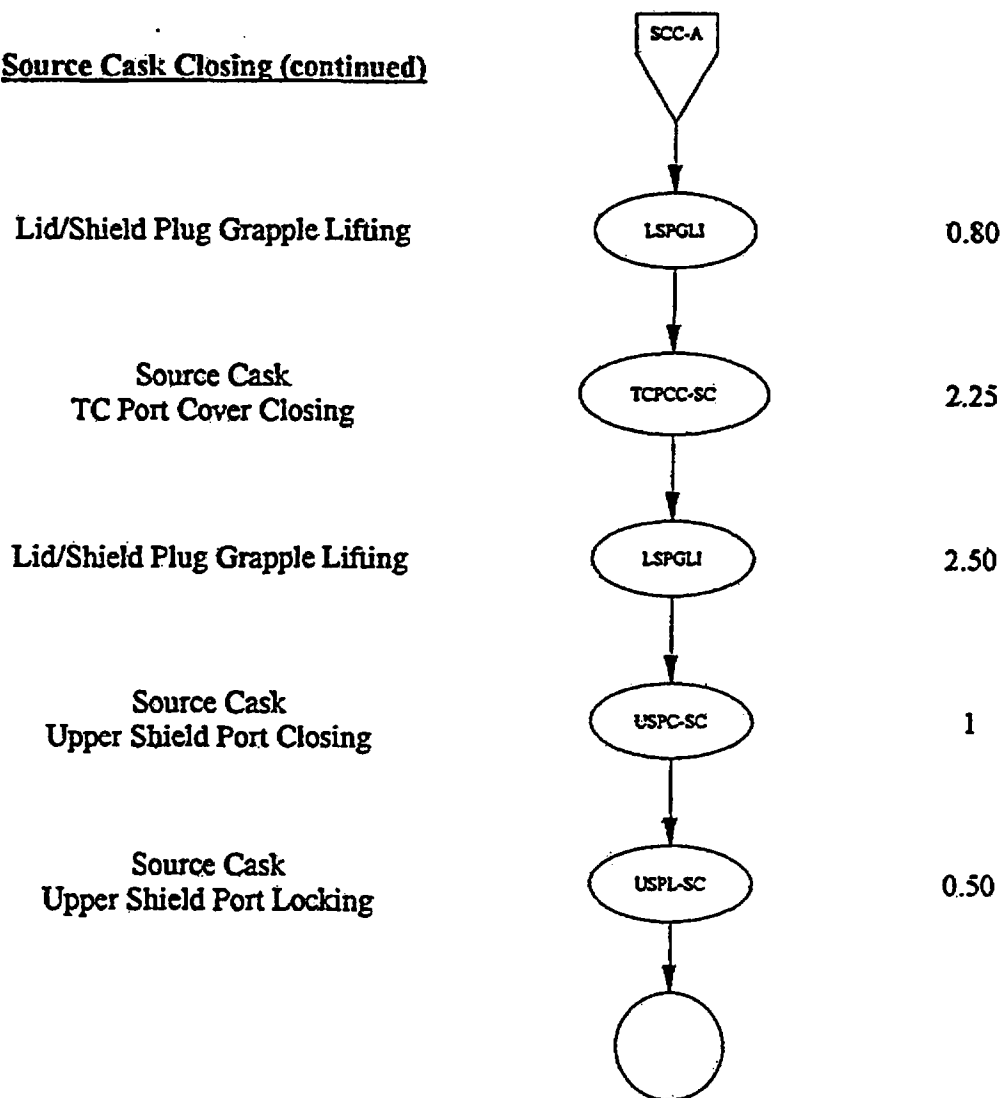 SCC-A
Source Cask Closing (continued)
Lid/Shield Plug Grapple Lifting
LSPGLI
0.80
Source Cask
TC Port Cover Closing
TCPCC-SC
2.25
Lid/Shield Plug Grapple Lifting
LSPGLI
2.50
Source Cask
Upper Shield Port Closing
USPC-SC
1
Source Cask
Upper Shield Port Locking
USPL-SC
0.50